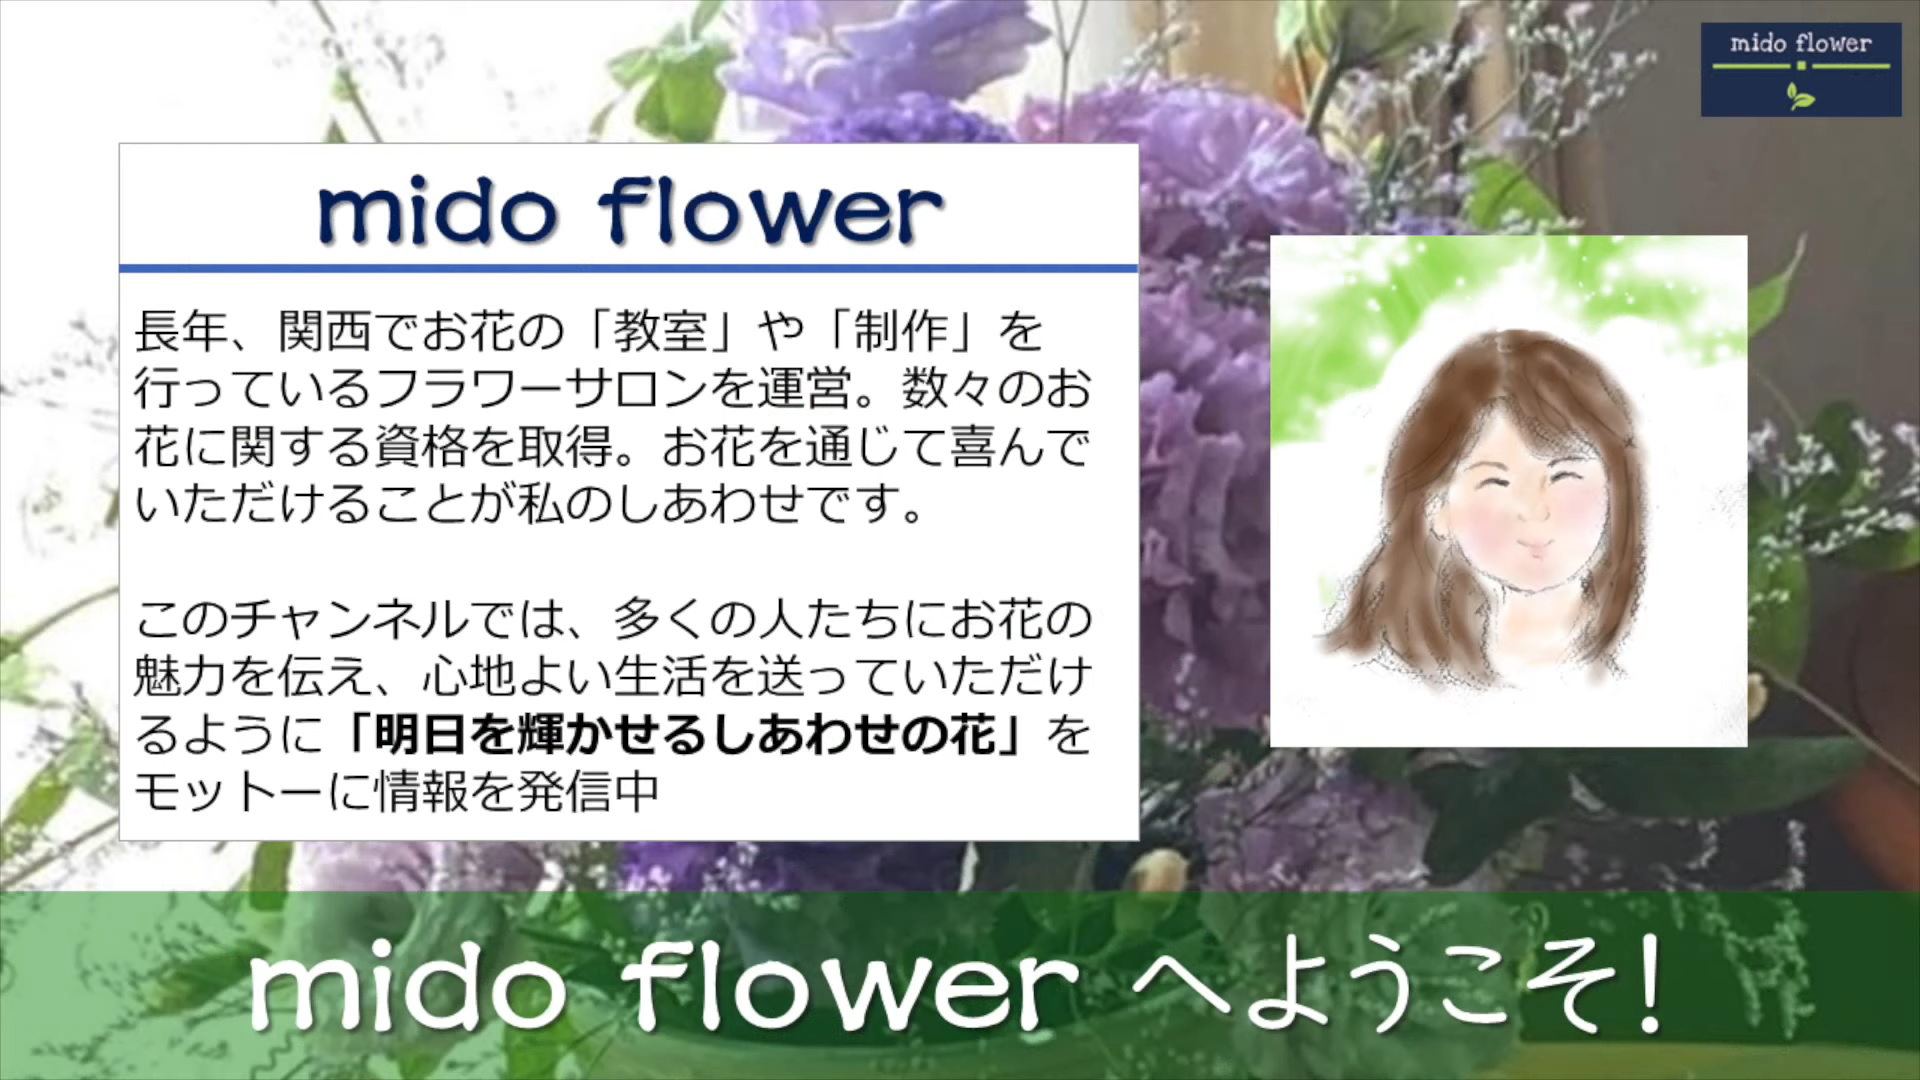 mido flower
mido flower
長年、関西でお花の「教室」や「制作」を
行っているフラワーサロンを運営。数々のお
花に関する資格を取得。お花を通じて喜んで
いただけることが私のしあわせです。
このチャンネルでは、多くの人たちにお花の
魅力を伝え、心地よい生活を送っていただけ
るように「明日を輝かせるしあわせの花」を
モットーに情報を発信中
mido flower へようこそ!